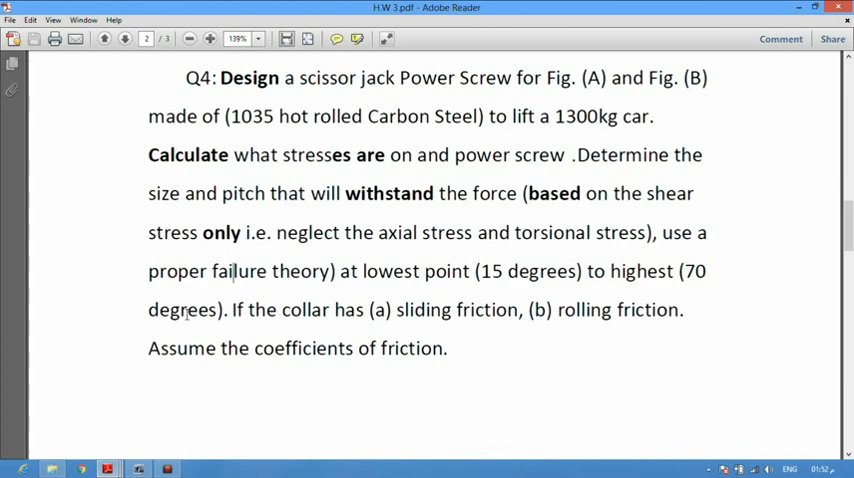 H.W 3.pdf - Adobe Reader
File Edit View Window Help
2 / 3 139% Comment Share
Q4: Design a scissor jack Power Screw for Fig. (A) and Fig. (B)
made of (1035 hot rolled Carbon Steel) to lift a 1300kg car.
Calculate what stresses are on and power screw .Determine the
size and pitch that will withstand the force (based on the shear
stress only i.e. neglect the axial stress and torsional stress), use a
proper failure theory) at lowest point (15 degrees) to highest (70
degrees). If the collar has (a) sliding friction, (b) rolling friction.
Assume the coefficients of friction.
ENG 01:52 م